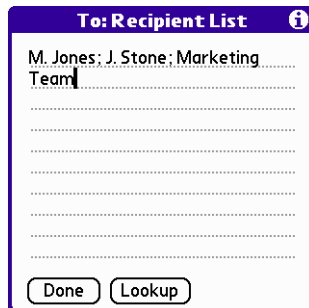 To: Recipient List
M. Jones; J. Stone; Marketing
Team
Done Lookup